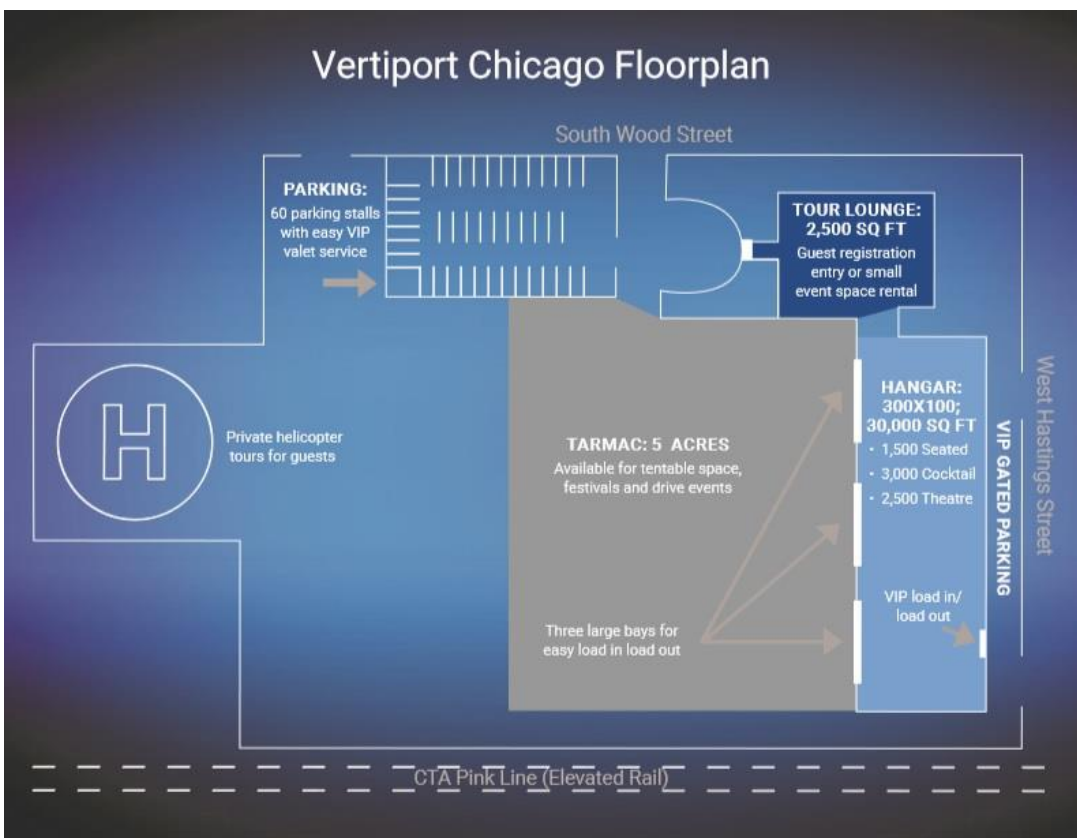 Vertiport Chicago Floorplan
South Wood Street
PARKING:
60 parking stalls
with easy VIP
valet service
TOUR LOUNGE:
2,500 SQ FT
Guest registration
entry or small
event space rental
H
Private helicopter
tours for guests
TARMAC: 5 ACRES
Available for tentable space,
festivals and drive events
HANGAR:
300X100;
30,000 SQ FT
· 1,500 Seated
· 3,000 Cocktail
· 2,500 Theatre
VIP GATED PARKING
West Hastings Street
VIP load in/
load out
Three large bays for
easy load in load out
CTA Pink Line (Elevated Rail)